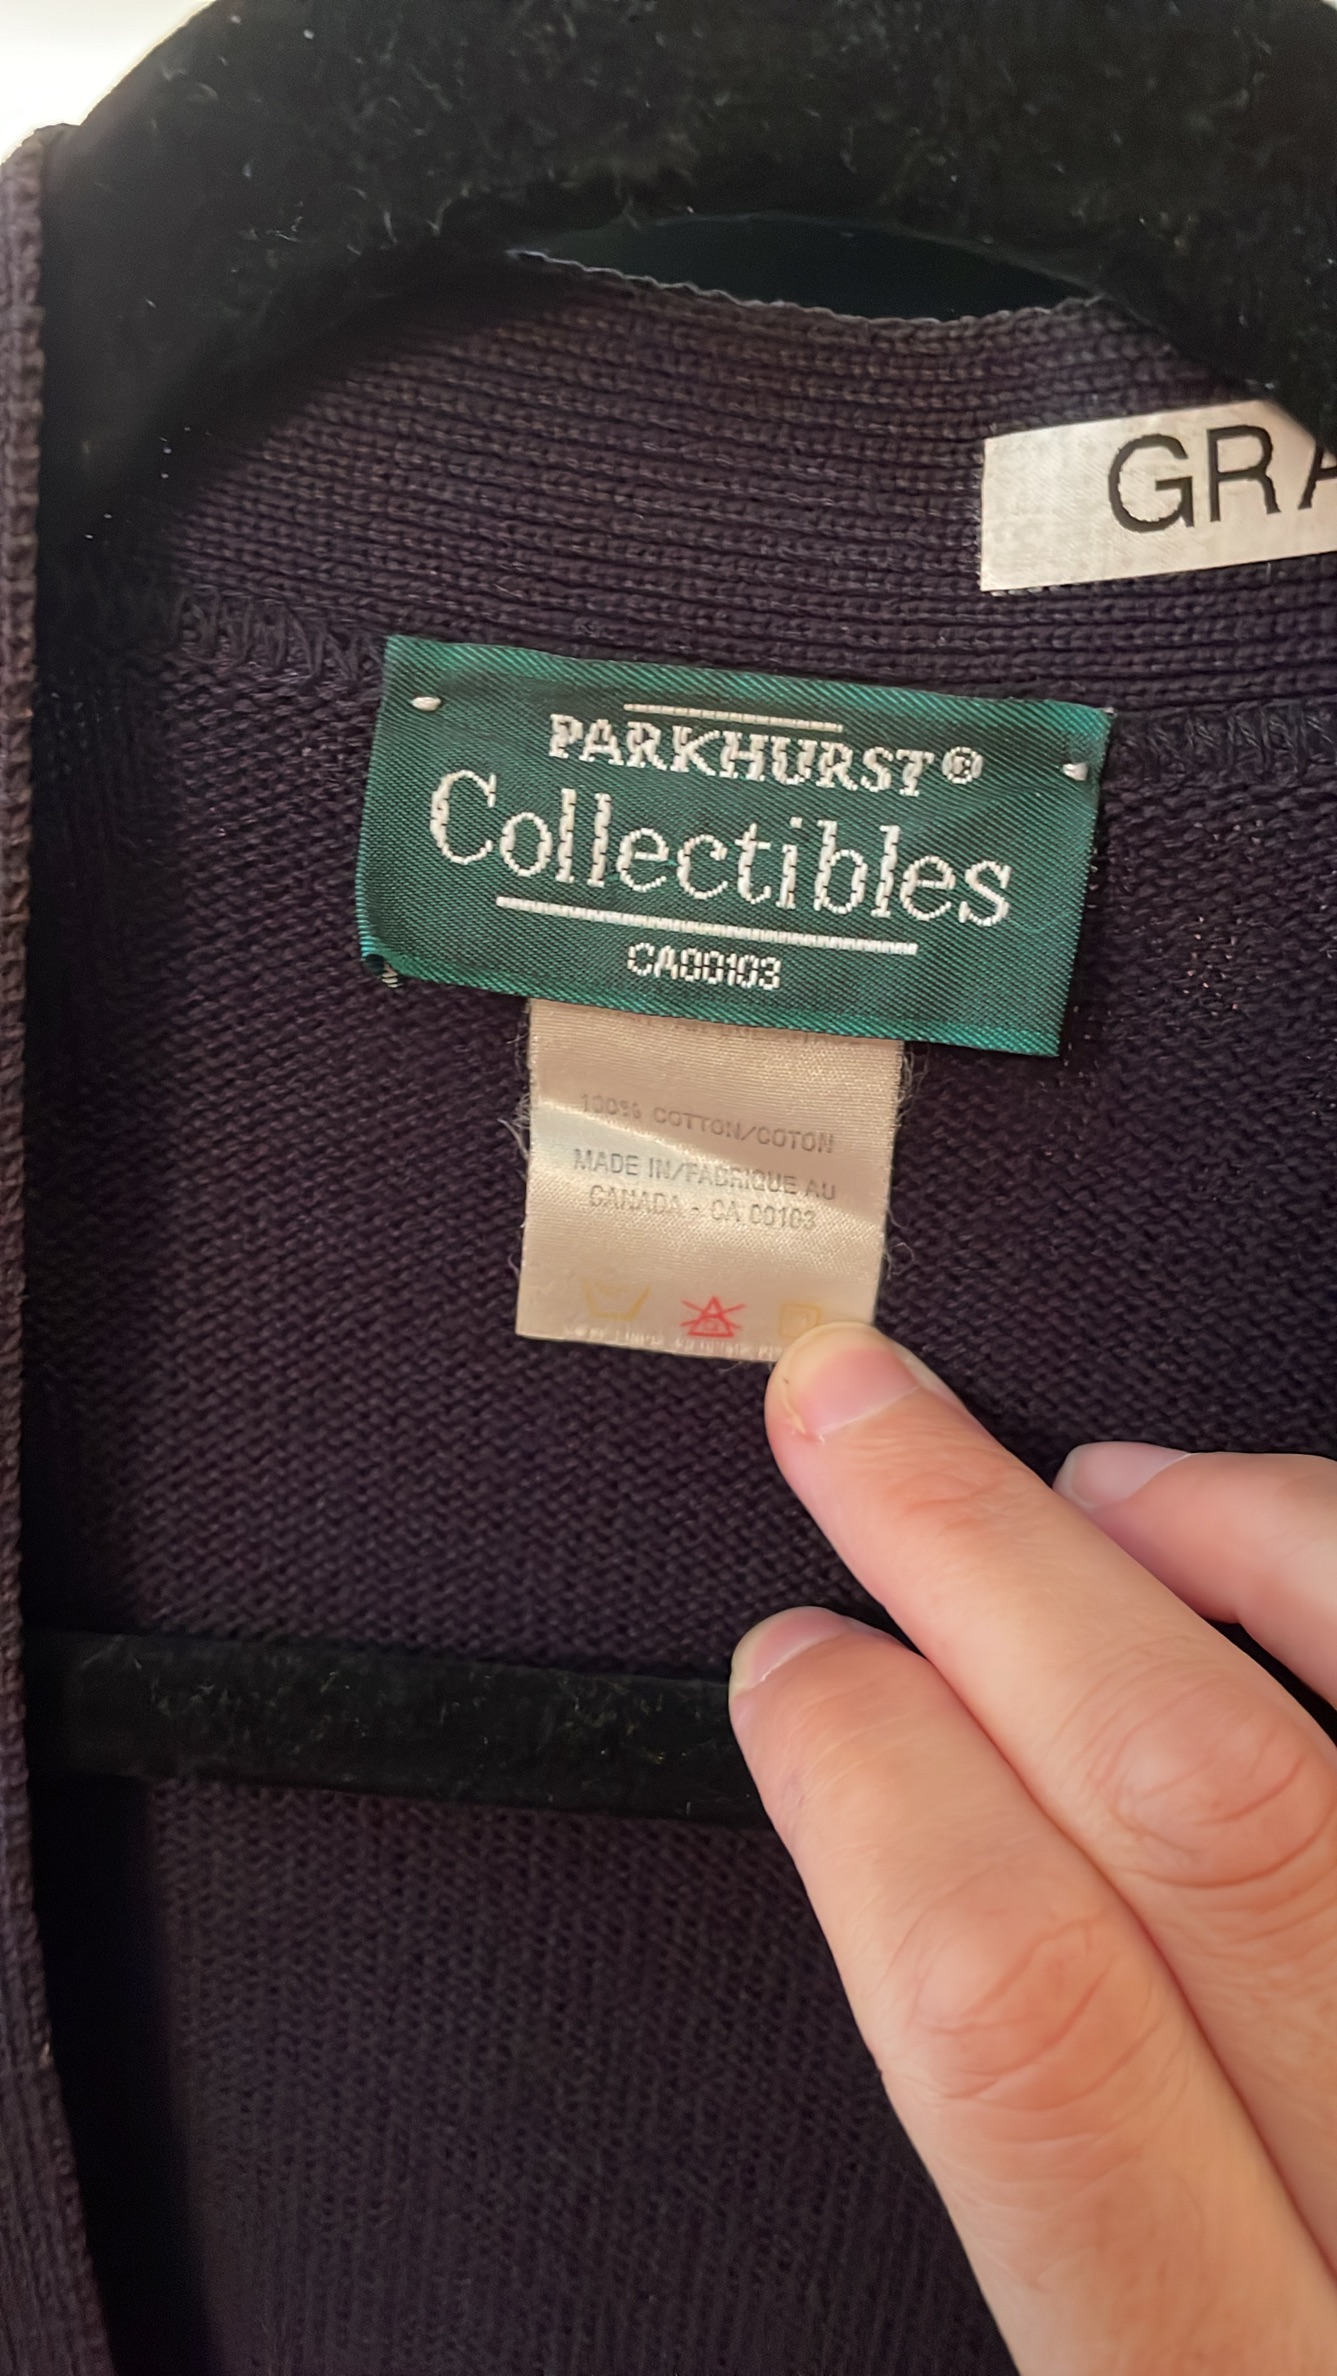 GRA
PARKHURST®
Collectibles
CA00103
100% COTTON/COTON
MADE IN/FABRIQUE AU
CANADA - CA 00103